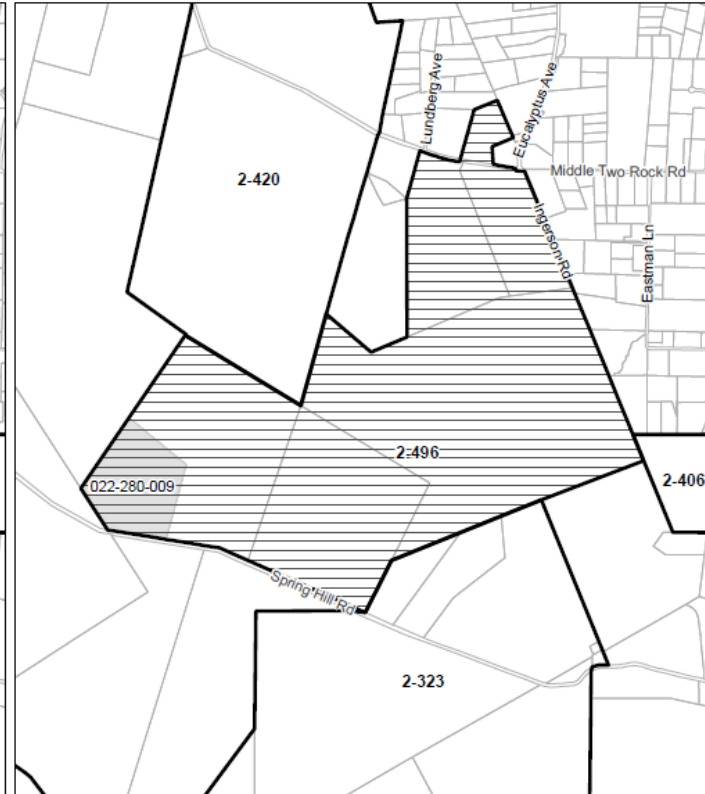 Lundberg Ave
Eucalyptus Ave
2-420
Middle Two Rock Rd
Ingerson Rd
Eastman Ln
2-496
2-406
022-280-009
Spring Hill Rd
2-323